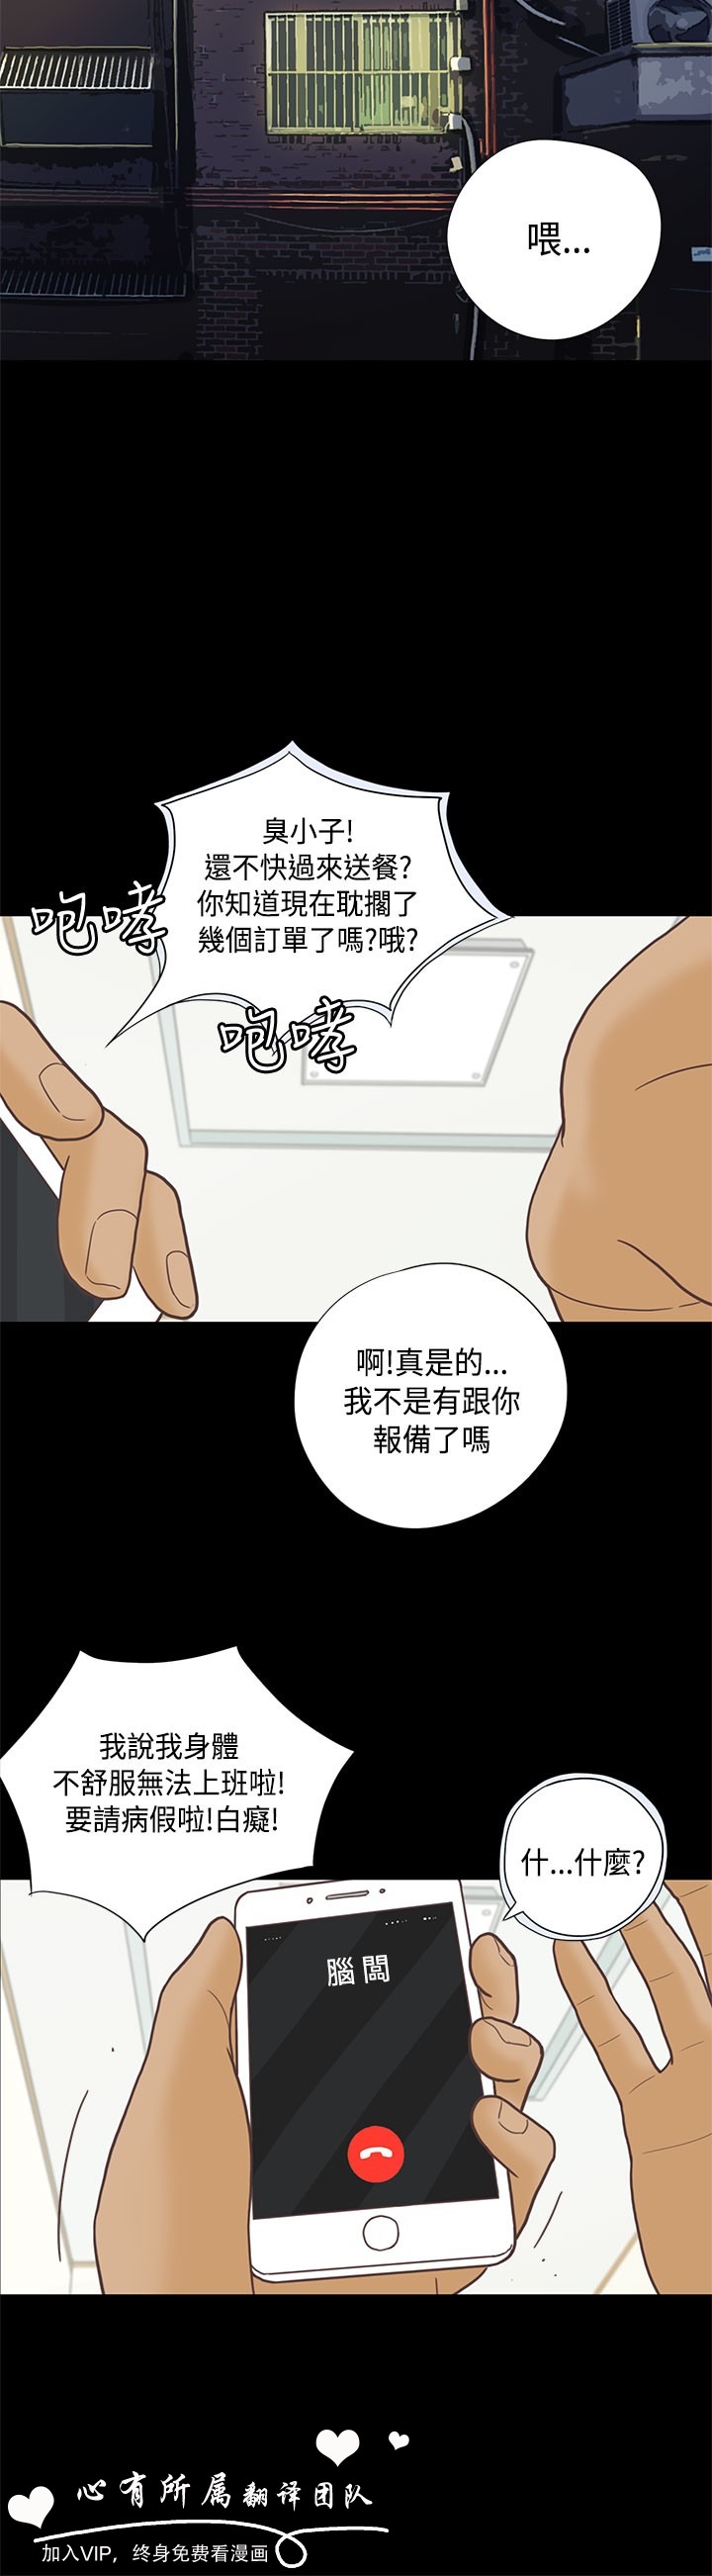 喂...
臭小子!
還不快過來送餐?
你知道現在耽擱了
幾個訂單了嗎?哦?
咆哮
咆哮
啊!真是的...
我不是有跟你
報備了嗎
我說我身體
不舒服無法上班啦!
要請病假啦!白癡!
什...什麼?
腦闆
心有所属翻译团队
加入VIP，终身免费看漫画